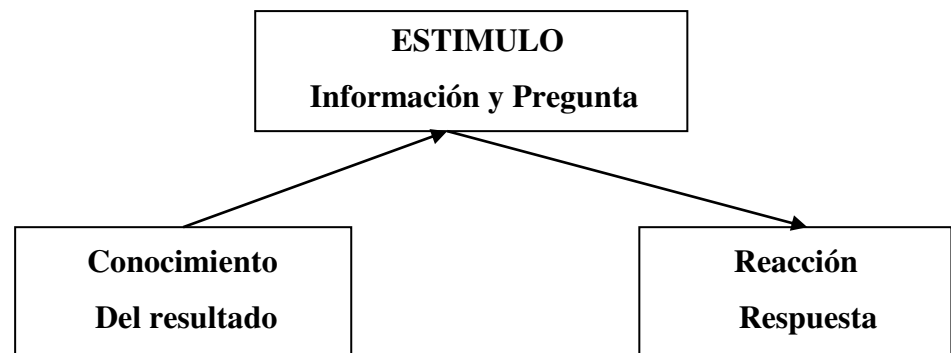 ESTIMULO
Información y Pregunta
Conocimiento
Del resultado
Reacción
Respuesta